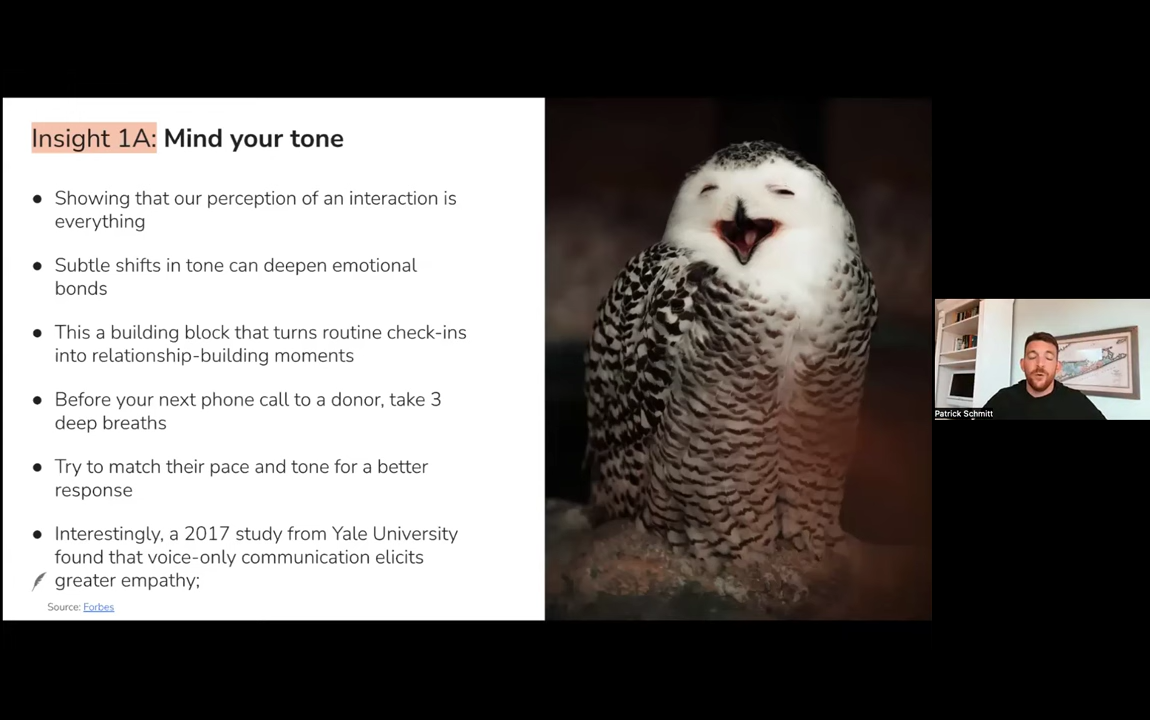 Insight 1A: Mind your tone
● Showing that our perception of an interaction is
everything
● Subtle shifts in tone can deepen emotional
bonds
● This a building block that turns routine check-ins
into relationship-building moments
● Before your next phone call to a donor, take 3
deep breaths
● Try to match their pace and tone for a better
response
● Interestingly, a 2017 study from Yale University
found that voice-only communication elicits
greater empathy;
Source: Forbes
Patrick Schmitt